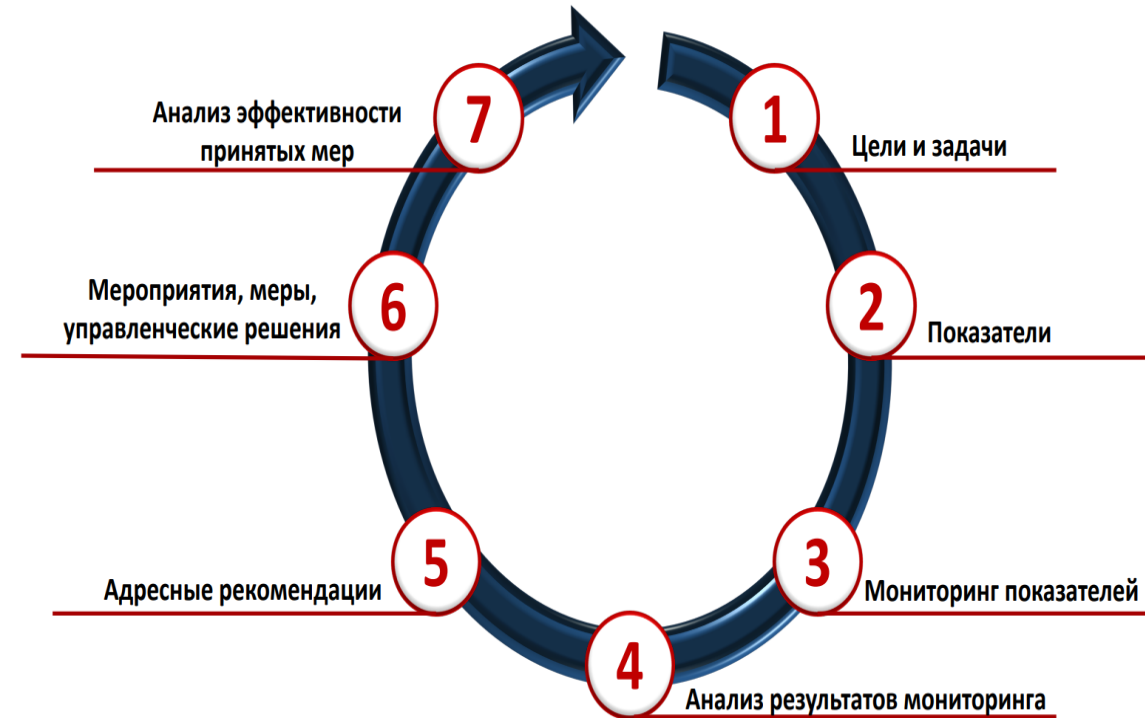 1
Цели и задачи
2
Показатели
3
Мониторинг показателей
4
Анализ результатов мониторинга
5
Адресные рекомендации
6
Мероприятия, меры,
управленческие решения
7
Анализ эффективности
принятых мер